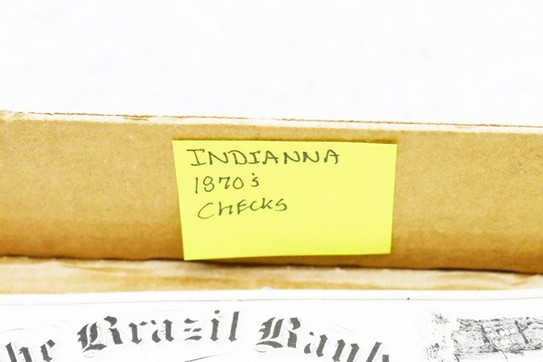 INDIANNA
1870's
CHECKS
he Brazil Bank